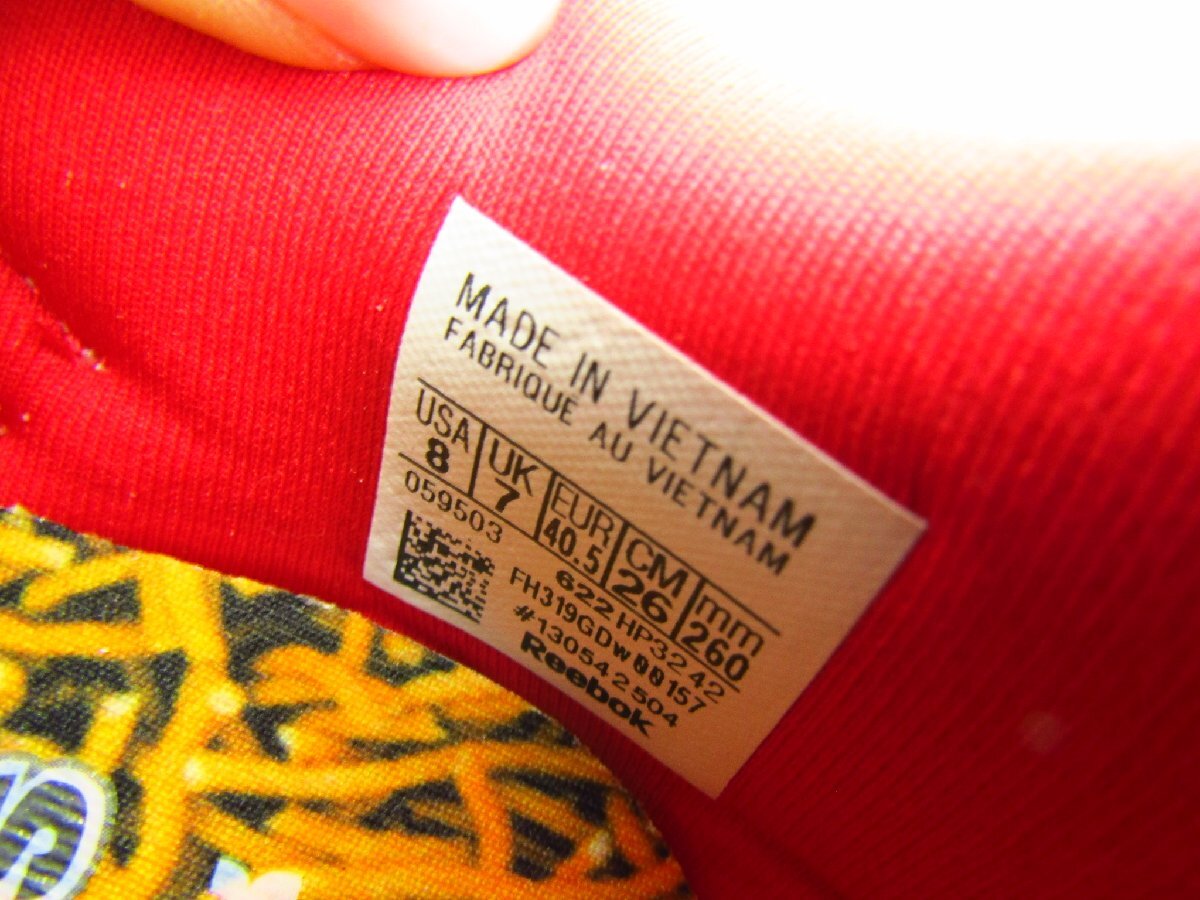 MADE IN VIETNAM
FABRIQUÉ AU VIETNAM
USA UK EUR CM mm
8 7 40.5 26 260
059503 622 HP3242
FH319GDW00157
#130542504
Reebok